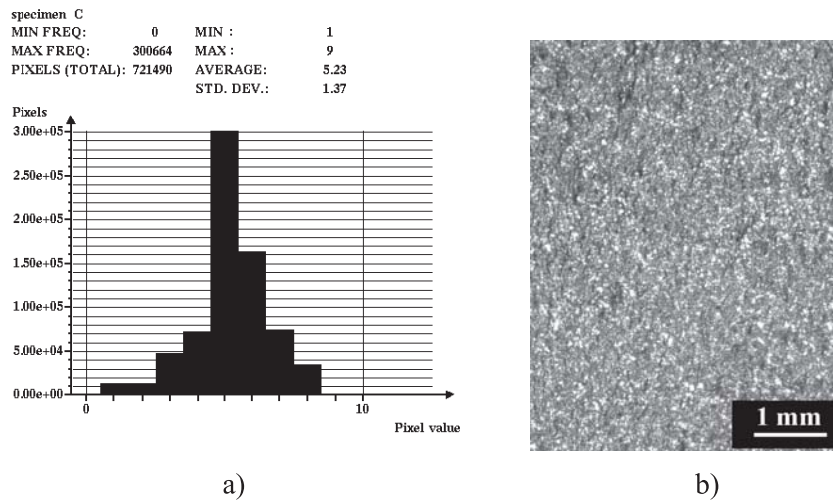 specimen C
MIN FREQ: 0 MIN : 1
MAX FREQ: 300664 MAX : 9
PIXELS (TOTAL): 721490 AVERAGE: 5.23
STD. DEV.: 1.37
Pixels
3.00e+05
2.50e+05
2.00e+05
1.50e+05
1.00e+05
5.00e+04
0.00e+00
0 10
Pixel value
1 mm
a) b)